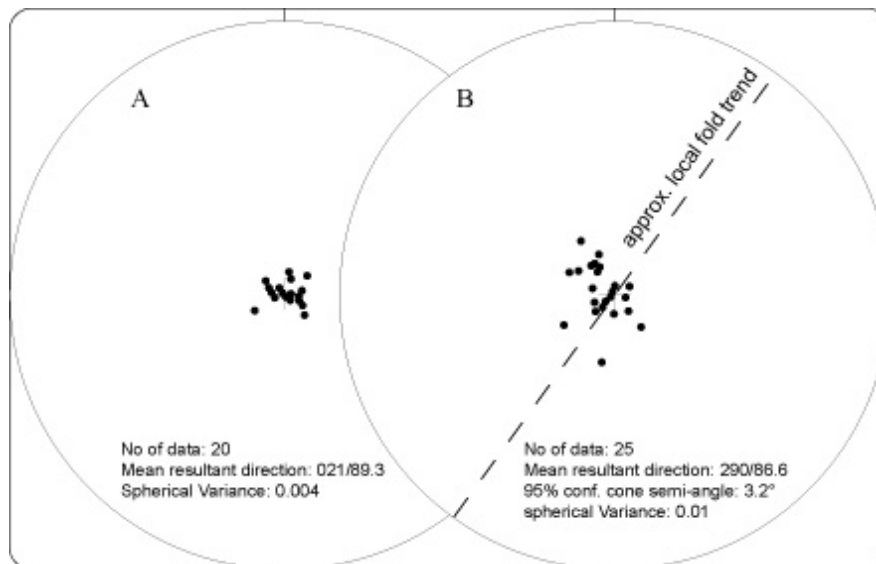 A
B
approx. local fold trend
No of data: 20
Mean resultant direction: 021/89.3
Spherical Variance: 0.004
No of data: 25
Mean resultant direction: 290/86.6
95% conf. cone semi-angle: 3.2°
spherical Variance: 0.01